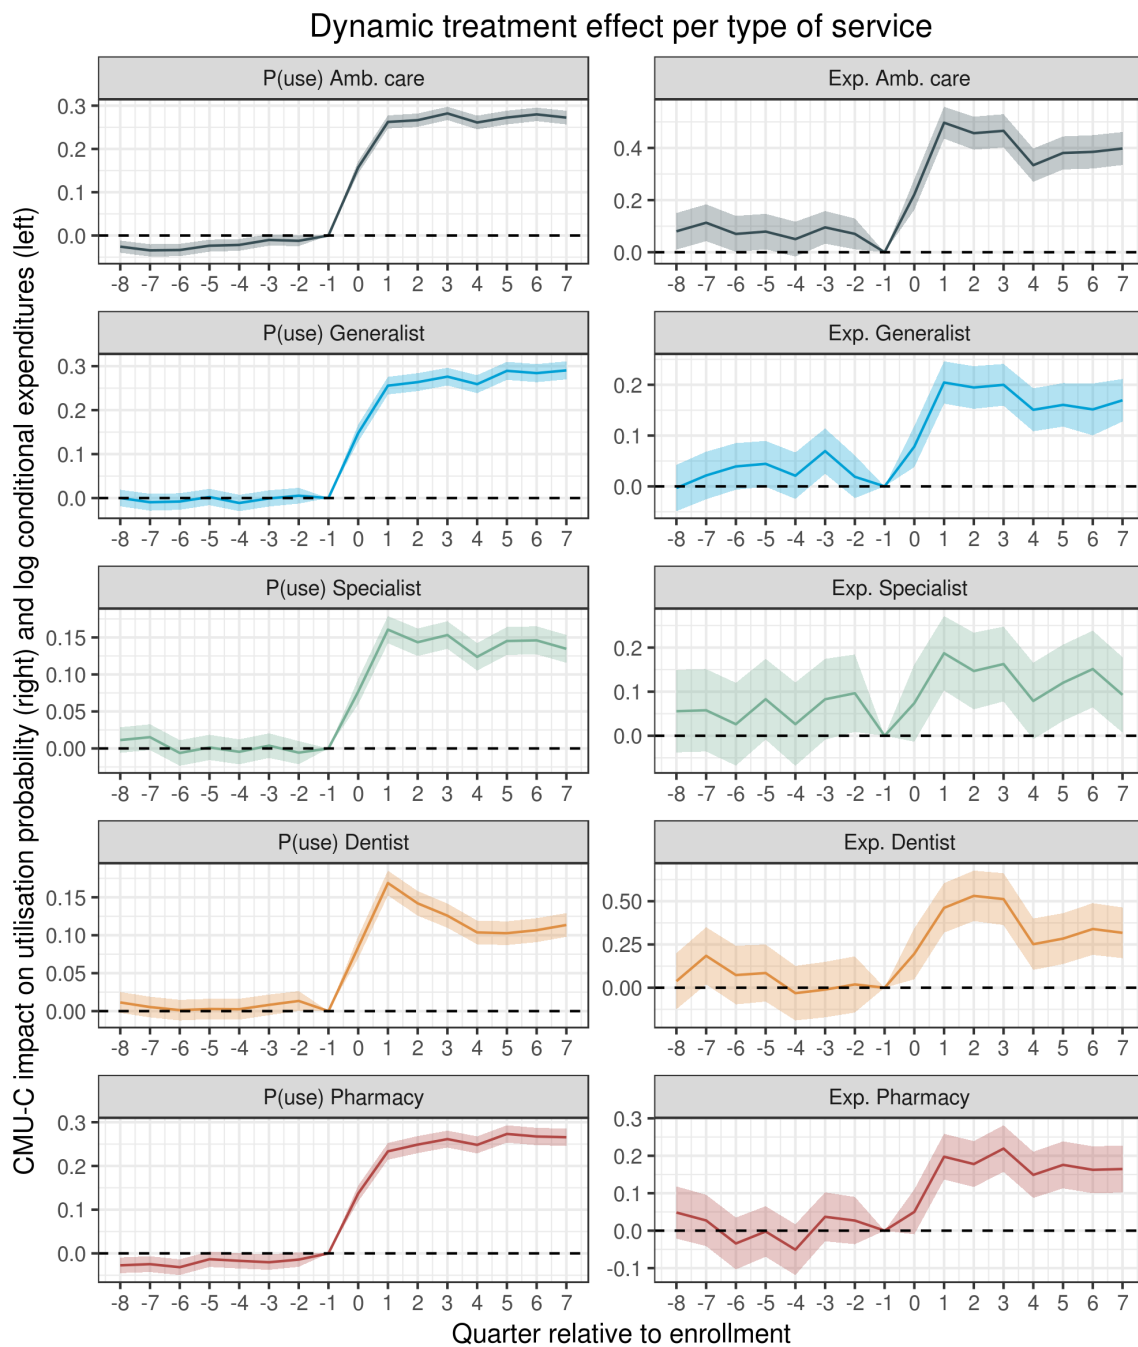 Dynamic treatment effect per type of service
CMU-C impact on utilisation probability (right) and log conditional expenditures (left)
P(use) Amb. care
0.3
0.2
0.1
0.0
-8 -7 -6 -5 -4 -3 -2 -1 0 1 2 3 4 5 6 7
Exp. Amb. care
0.4
0.2
0.0
-8 -7 -6 -5 -4 -3 -2 -1 0 1 2 3 4 5 6 7
P(use) Generalist
0.3
0.2
0.1
0.0
-8 -7 -6 -5 -4 -3 -2 -1 0 1 2 3 4 5 6 7
Exp. Generalist
0.2
0.1
0.0
-8 -7 -6 -5 -4 -3 -2 -1 0 1 2 3 4 5 6 7
P(use) Specialist
0.15
0.10
0.05
0.00
-8 -7 -6 -5 -4 -3 -2 -1 0 1 2 3 4 5 6 7
Exp. Specialist
0.2
0.1
0.0
-8 -7 -6 -5 -4 -3 -2 -1 0 1 2 3 4 5 6 7
P(use) Dentist
0.15
0.10
0.05
0.00
-8 -7 -6 -5 -4 -3 -2 -1 0 1 2 3 4 5 6 7
Exp. Dentist
0.50
0.25
0.00
-8 -7 -6 -5 -4 -3 -2 -1 0 1 2 3 4 5 6 7
P(use) Pharmacy
0.3
0.2
0.1
0.0
-8 -7 -6 -5 -4 -3 -2 -1 0 1 2 3 4 5 6 7
Exp. Pharmacy
0.3
0.2
0.1
0.0
-0.1
-8 -7 -6 -5 -4 -3 -2 -1 0 1 2 3 4 5 6 7
Quarter relative to enrollment